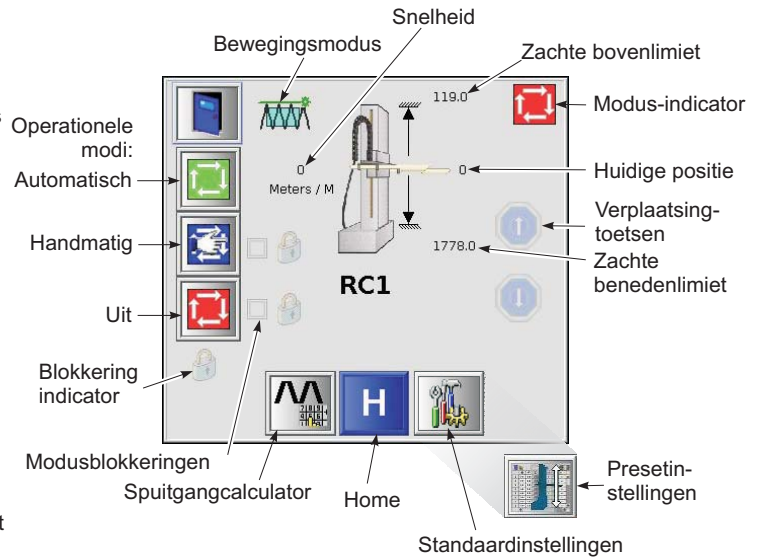 Snelheid
Bewegingsmodus
Zachte bovenlimiet
119.0
Modus-indicator
Operationele
modi:
Automatisch
0
Meters / M
0
Huidige positie
Handmatig
Verplaatsing-
toetsen
1778.0
Zachte
benedenlimiet
RC1
Uit
Blokkering
indicator
H
Modusblokkeringen
Spuitgangcalculator
Home
Presetin-
stellingen
t
Standaardinstellingen